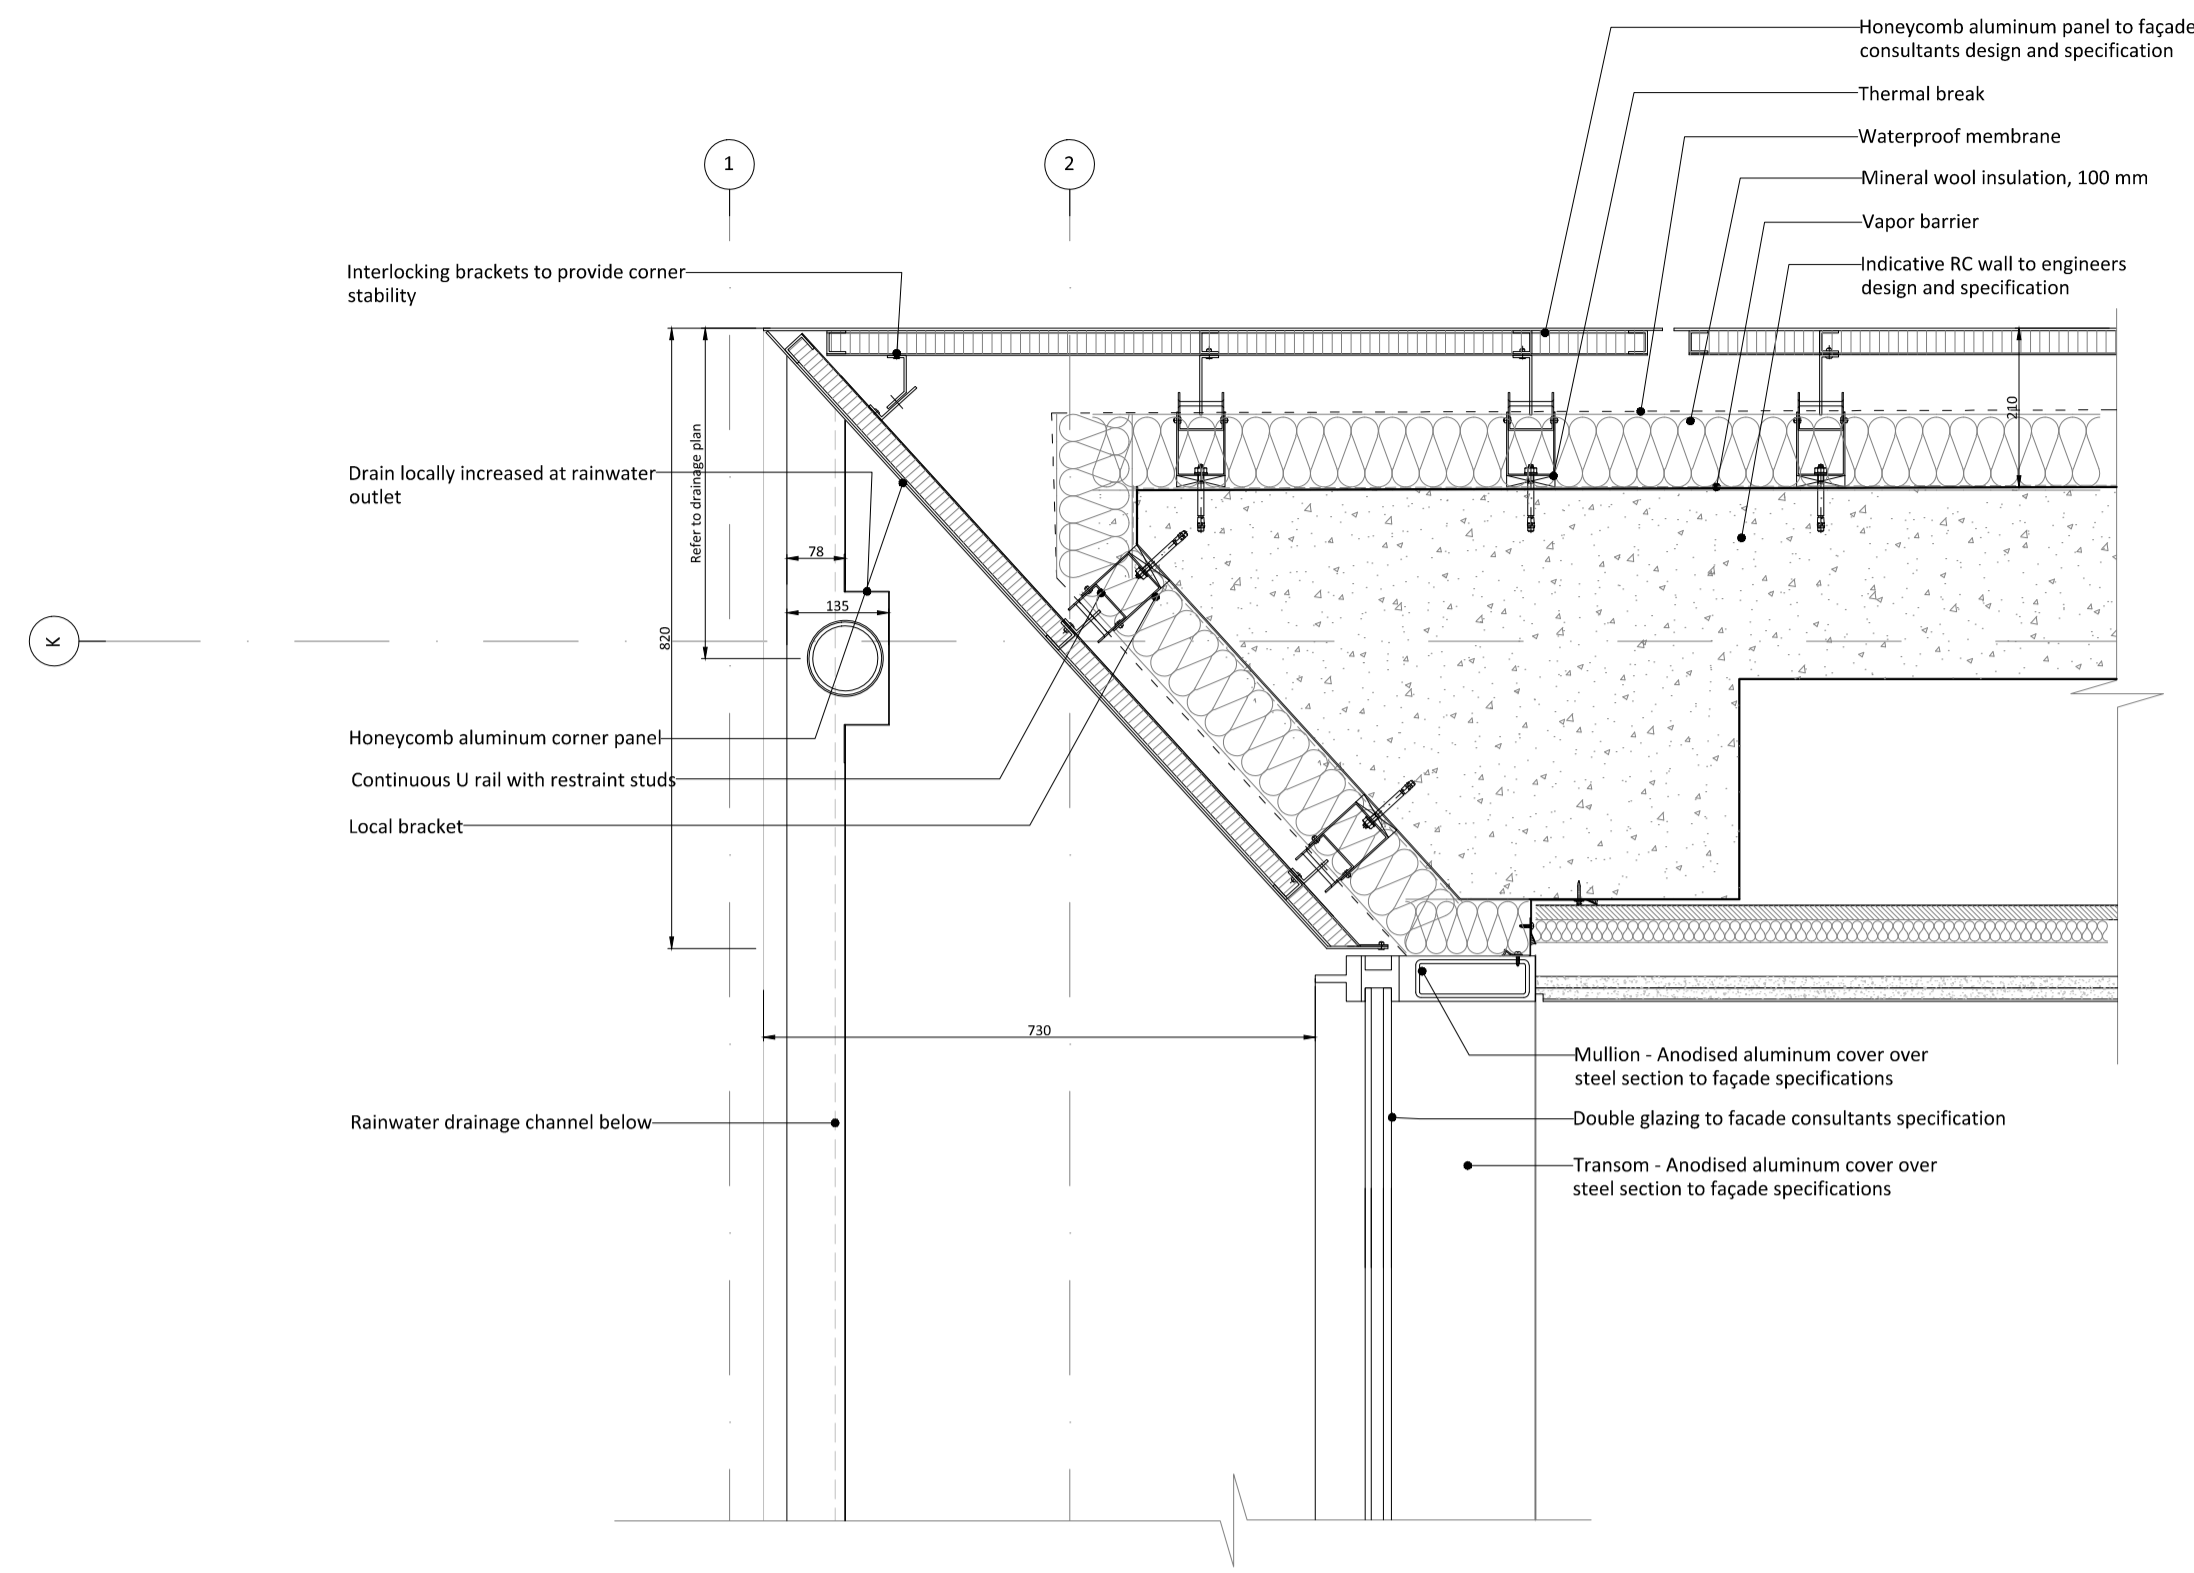 Honeycomb aluminum panel to façade
consultants design and specification
Thermal break
Waterproof membrane
1
2
Mineral wool insulation, 100 mm
Vapor barrier
Interlocking brackets to provide corner
stability
Indicative RC wall to engineers
design and specification
210
Refer to drainage plan
Drain locally increased at rainwater
outlet
78
135
820
K
Honeycomb aluminum corner panel
Continuous U rail with restraint studs
Local bracket
730
Mullion - Anodised aluminum cover over
steel section to façade specifications
Rainwater drainage channel below
Double glazing to facade consultants specification
Transom - Anodised aluminum cover over
steel section to façade specifications